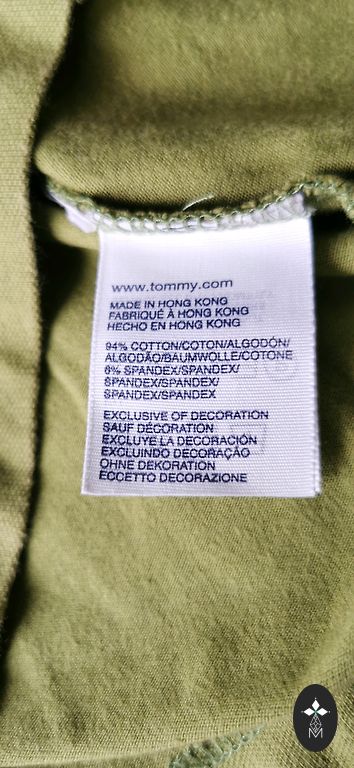 www.tommy.com
MADE IN HONG KONG
FABRIQUÉ À HONG KONG
HECHO EN HONG KONG
94% COTTON/COTON/ALGODÓN/
ALGODÃO/BAUMWOLLE/COTONE
6% SPANDEX/SPANDEX/
SPANDEX/SPANDEX/
SPANDEX/SPANDEX
EXCLUSIVE OF DECORATION
SAUF DÉCORATION
EXCLUYE LA DECORACIÓN
EXCLUINDO DECORAÇÃO
OHNE DEKORATION
ECCETTO DECORAZIONE
M